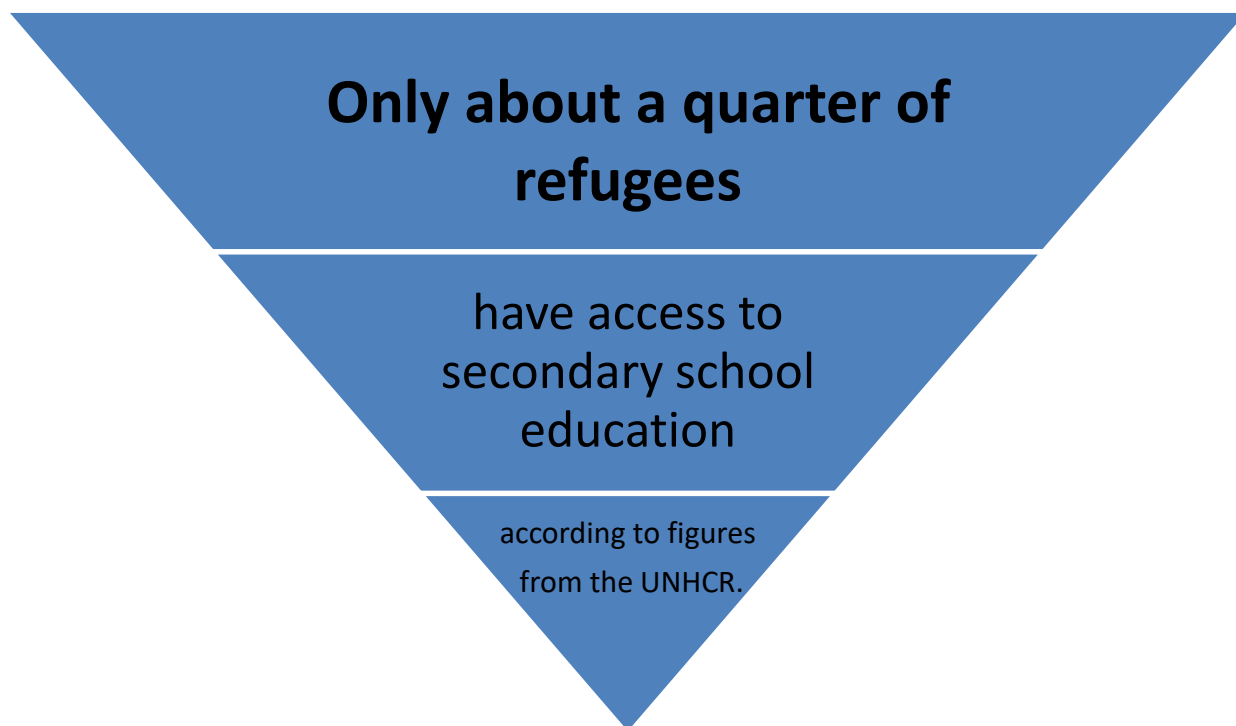 Only about a quarter of
refugees
have access to
secondary school
education
according to figures
from the UNHCR.